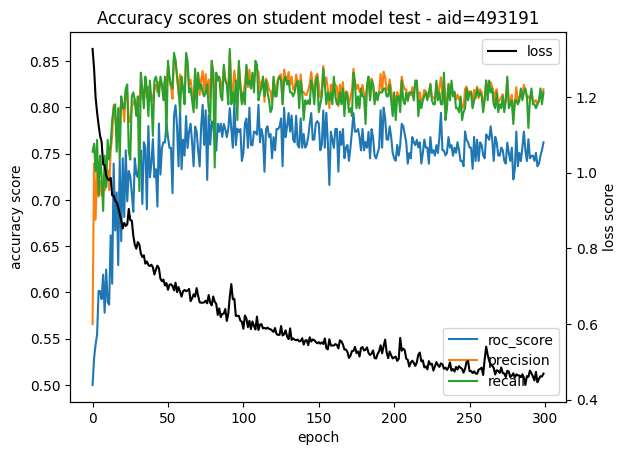 Accuracy scores on student model test - aid=493191
loss
0.85
0.80
0.75
0.70
0.65
0.60
0.55
0.50
accuracy score
1.2
1.0
0.8
0.6
0.4
loss score
roc_score
precision
recall
0
50
100
150
200
250
300
epoch